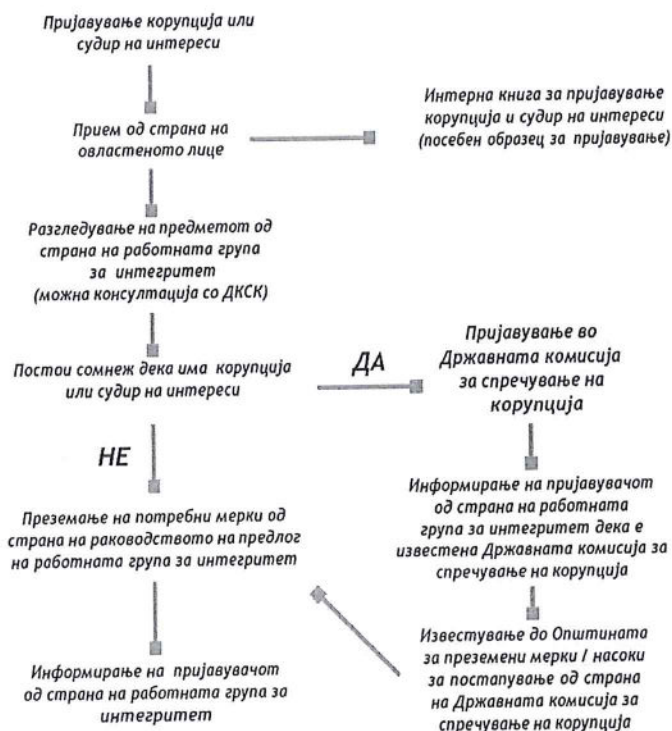 Пријавување корупција или
судир на интереси
Прием од страна на
овластеното лице
Интерна книга за пријавување
корупција и судир на интереси
(посебен образец за пријавување)
Разгледување на предметот од
страна на работната група
за интегритет
(можна консултација со ДКСК)
Постои сомнеж дека има корупција
или судир на интереси
ДА
Пријавување во
Државната комисија
за спречување на
корупција
НЕ
Преземање на потребни мерки од
страна на раководството на предлог
на работната група за интегритет
Информирање на пријавувачот
од страна на работната
група за интегритет дека е
известена Државната комисија за
спречување на корупција
Информирање на пријавувачот
од страна на работната група за
интегритет
Известување до Општината
за преземени мерки / насоки
за постапување од страна
на Државната комисија за
спречување на корупција